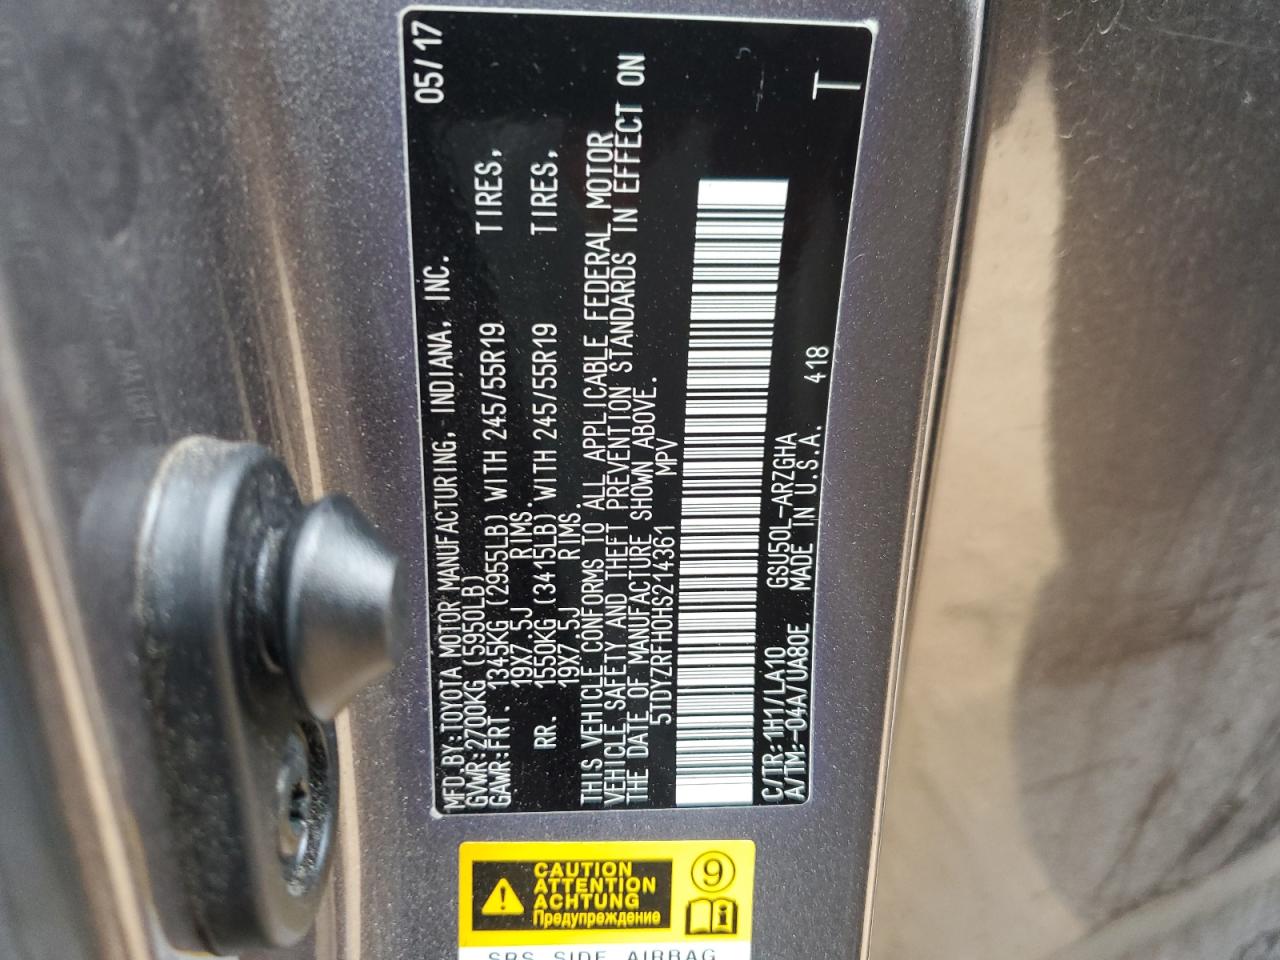 MFD.BY:TOYOTA MOTOR MANUFACTURING, INDIANA, INC. 05/17
GVWR:2700KG (5950LB)
GAWR:FRT. 1345KG (2955LB) WITH 245/55R19 TIRES,
19X7.5J RIMS.
RR. 1550KG (3415LB) WITH 245/55R19 TIRES,
19X7.5J RIMS.
THIS VEHICLE CONFORMS TO ALL APPLICABLE FEDERAL MOTOR
VEHICLE SAFETY AND THEFT PREVENTION STANDARDS IN EFFECT ON
THE DATE OF MANUFACTURE SHOWN ABOVE.
5TDYZRFH0HS214361 MPV
C/TR:1H1/LA10 GSU50L-ARZGHA
A/TM:-04A/UA80E MADE IN U.S.A. 418
T
CAUTION
ATTENTION
ACHTUNG
Предупреждение
9
SRS SIDE AIRBAG